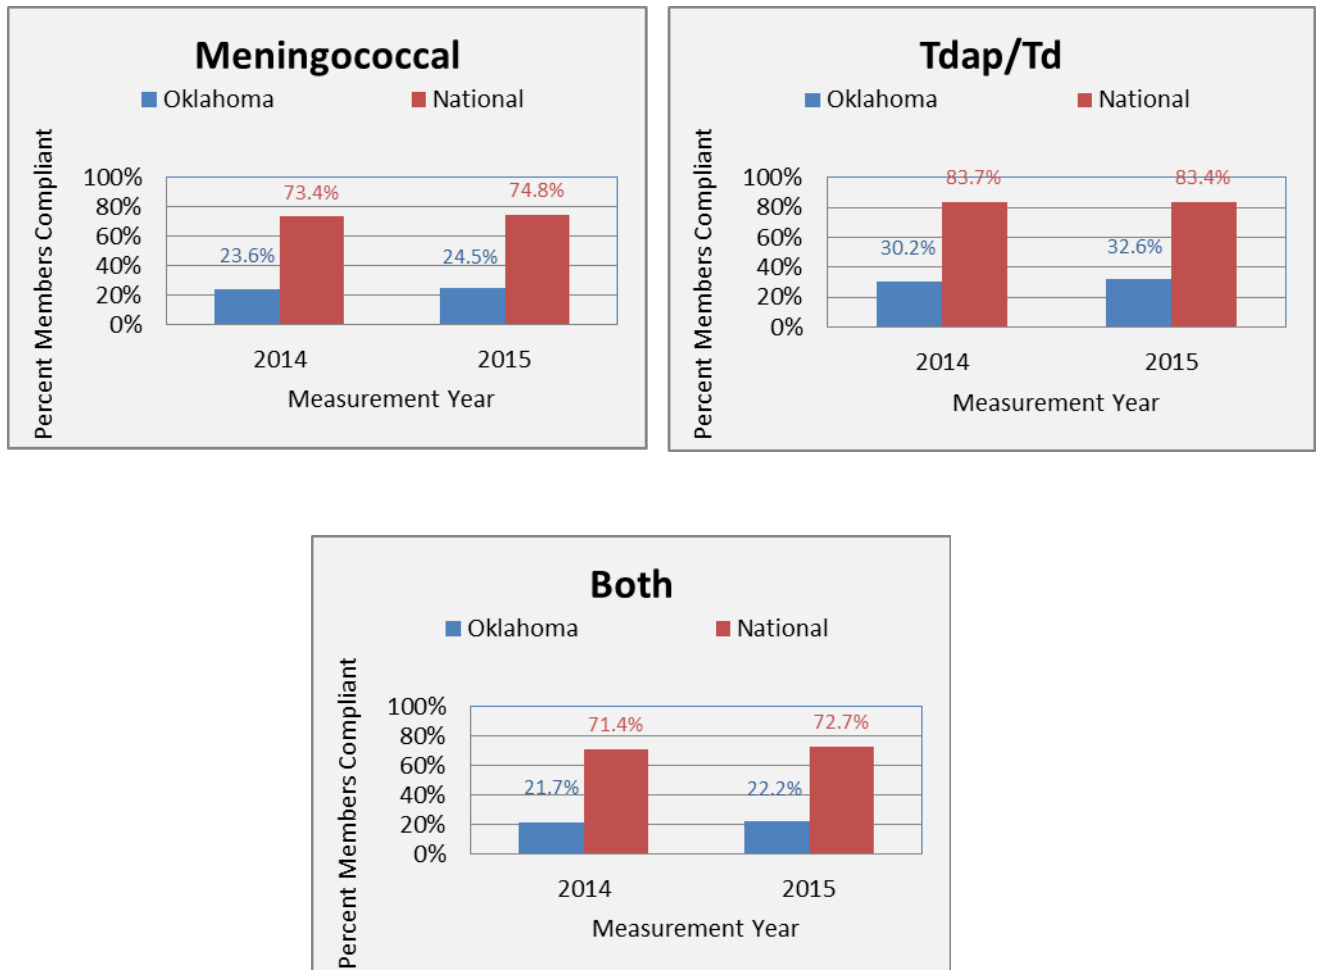 Meningococcal
Oklahoma National
Percent Members Compliant
100%
80%
60%
40%
20%
0%
73.4%
74.8%
23.6%
24.5%
2014 2015
Measurement Year
Tdap/Td
Oklahoma National
Percent Members Compliant
100%
80%
60%
40%
20%
0%
83.7%
83.4%
30.2%
32.6%
2014 2015
Measurement Year
Both
Oklahoma National
Percent Members Compliant
100%
80%
60%
40%
20%
0%
71.4%
72.7%
21.7%
22.2%
2014 2015
Measurement Year